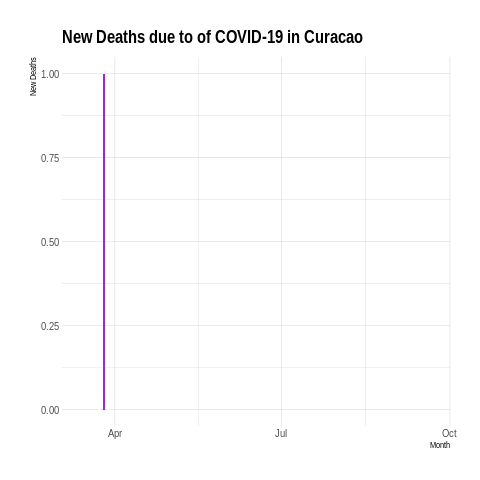 New Deaths due to of COVID-19 in Curacao
New Deaths
1.00
0.75
0.50
0.25
0.00
Apr
Jul
Oct
Month